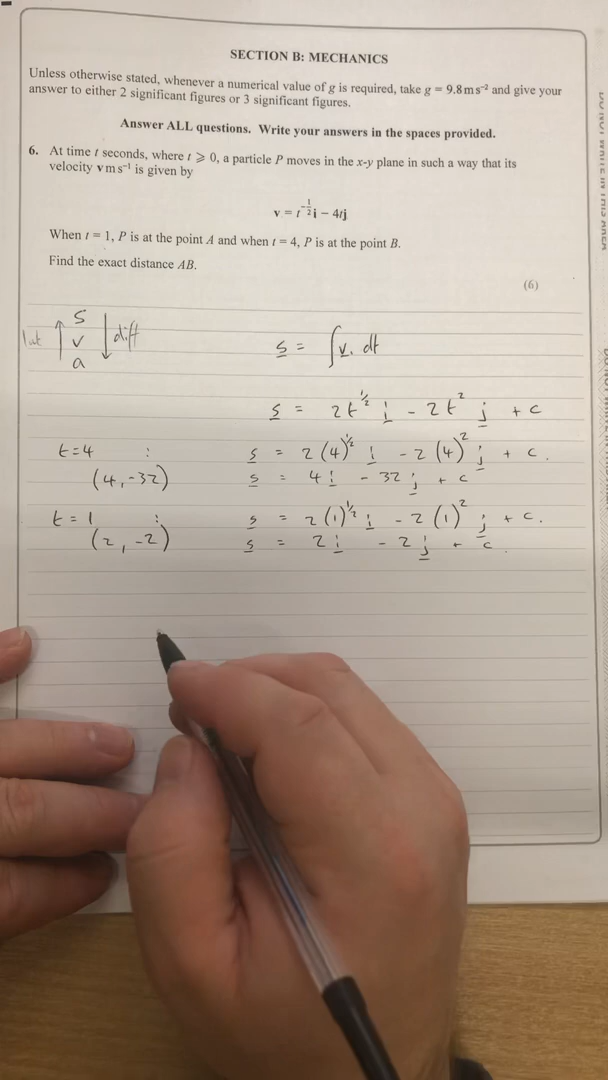 SECTION B: MECHANICS
Unless otherwise stated, whenever a numerical value of g is required, take g = 9.8 m s⁻² and give your
answer to either 2 significant figures or 3 significant figures.
Answer ALL questions. Write your answers in the spaces provided.
6. At time t seconds, where t ⩾ 0, a particle P moves in the x-y plane in such a way that its
velocity v m s⁻¹ is given by
v = t^(-1/2) i – 4t j
When t = 1, P is at the point A and when t = 4, P is at the point B.
Find the exact distance AB.
(6)
s
Int v diff
a
s = ∫ v. dt
s = 2t^(1/2) i - 2t² j + c
t=4 : s = 2(4)^(1/2) i - 2(4)² j + c.
(4, -32) s = 4i - 32j + c
t = 1 : s = 2(1)^(1/2) i - 2(1)² j + c.
(2, -2) s = 2i - 2j + c